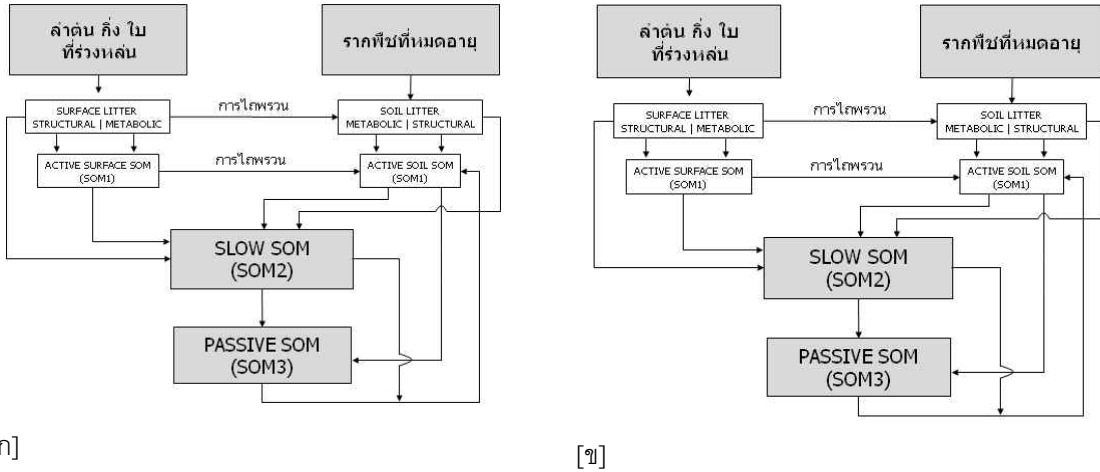 ลำต้น กิ่ง ใบ
ที่ร่วงหล่น
รากพืชที่หมดอายุ
SURFACE LITTER
STRUCTURAL | METABOLIC
การไถพรวน
SOIL LITTER
METABOLIC | STRUCTURAL
ACTIVE SURFACE SOM
(SOM1)
การไถพรวน
ACTIVE SOIL SOM
(SOM1)
SLOW SOM
(SOM2)
PASSIVE SOM
(SOM3)
ก]
ลำต้น กิ่ง ใบ
ที่ร่วงหล่น
รากพืชที่หมดอายุ
SURFACE LITTER
STRUCTURAL | METABOLIC
การไถพรวน
SOIL LITTER
METABOLIC | STRUCTURAL
ACTIVE SURFACE SOM
(SOM1)
การไถพรวน
ACTIVE SOIL SOM
(SOM1)
SLOW SOM
(SOM2)
PASSIVE SOM
(SOM3)
[ข]